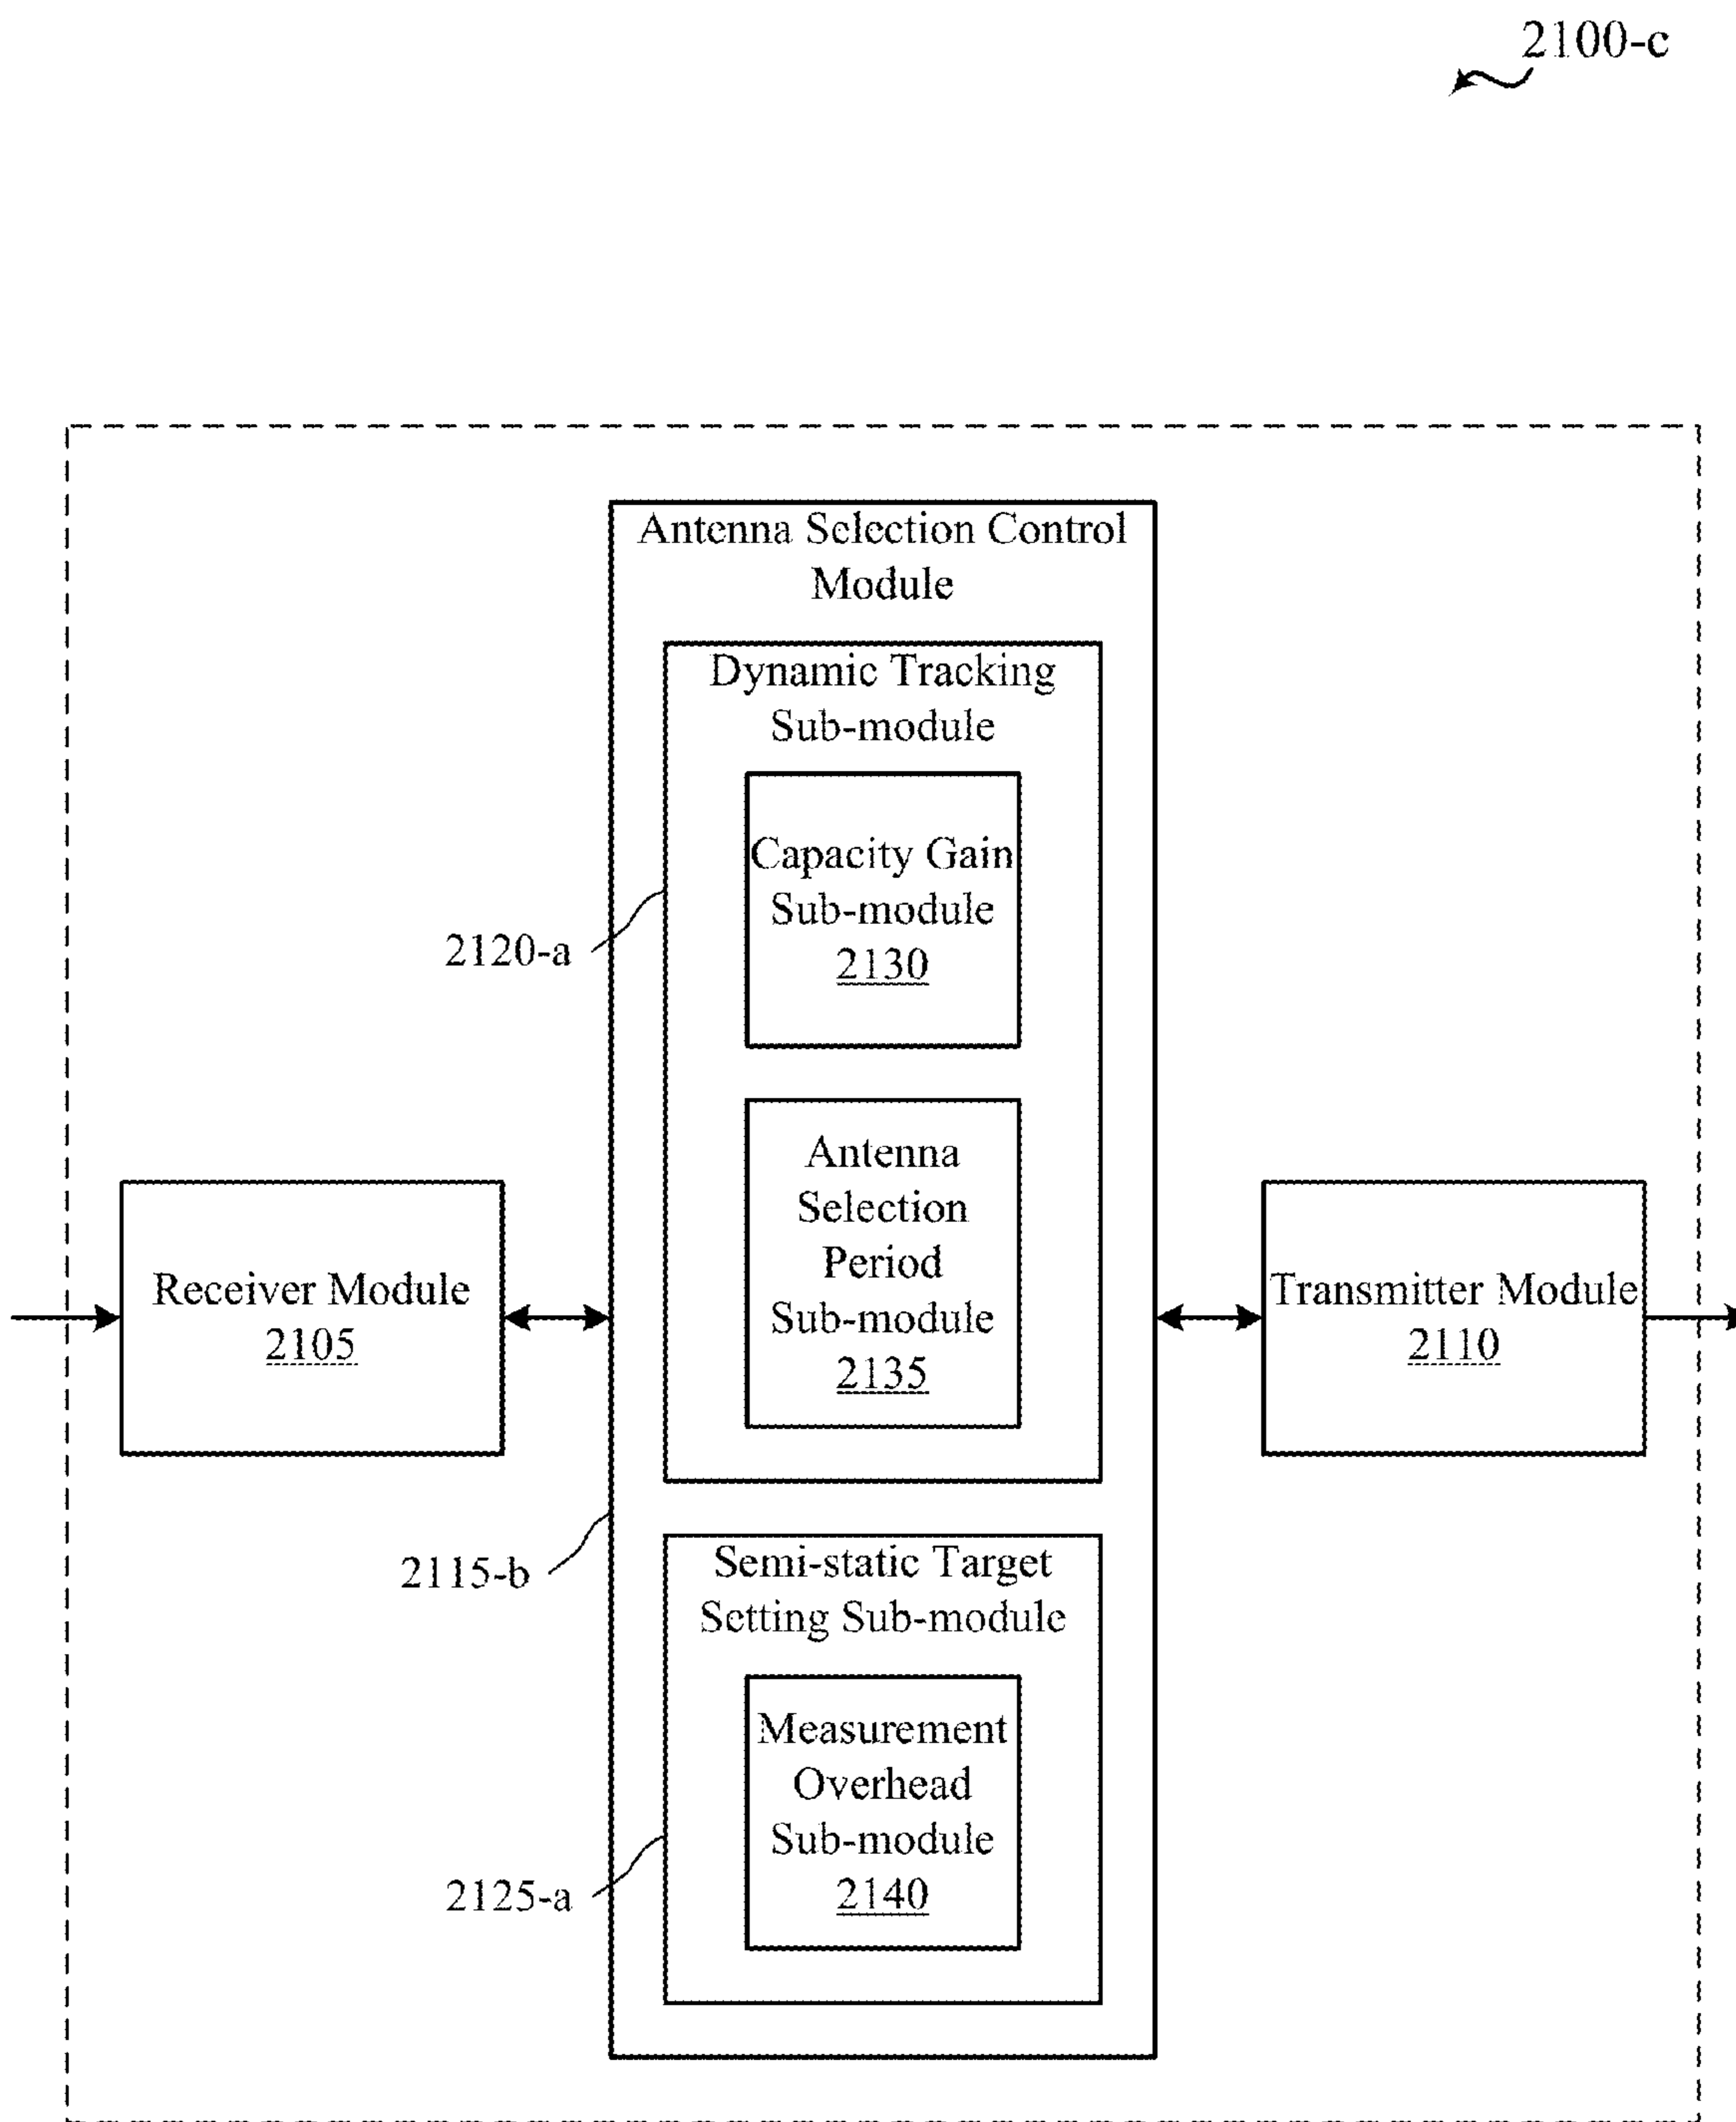 2100-c
Antenna Selection Control
Module
Dynamic Tracking
Sub-module
Capacity Gain
Sub-module
2130
2120-a
Antenna
Selection
Period
Sub-module
2135
Receiver Module
2105
Transmitter Module
2110
2115-b
Semi-static Target
Setting Sub-module
Measurement
Overhead
Sub-module
2140
2125-a